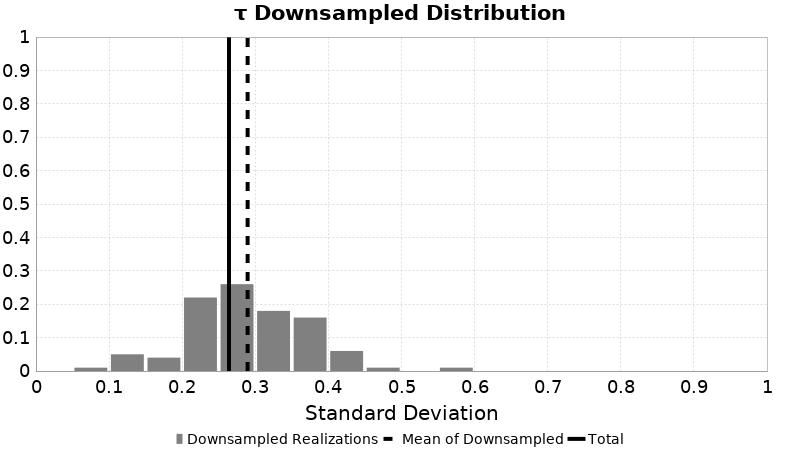 τ Downsampled Distribution
1
0.9
0.8
0.7
0.6
0.5
0.4
0.3
0.2
0.1
0
0 0.1 0.2 0.3 0.4 0.5 0.6 0.7 0.8 0.9 1
Standard Deviation
Downsampled Realizations Mean of Downsampled Total